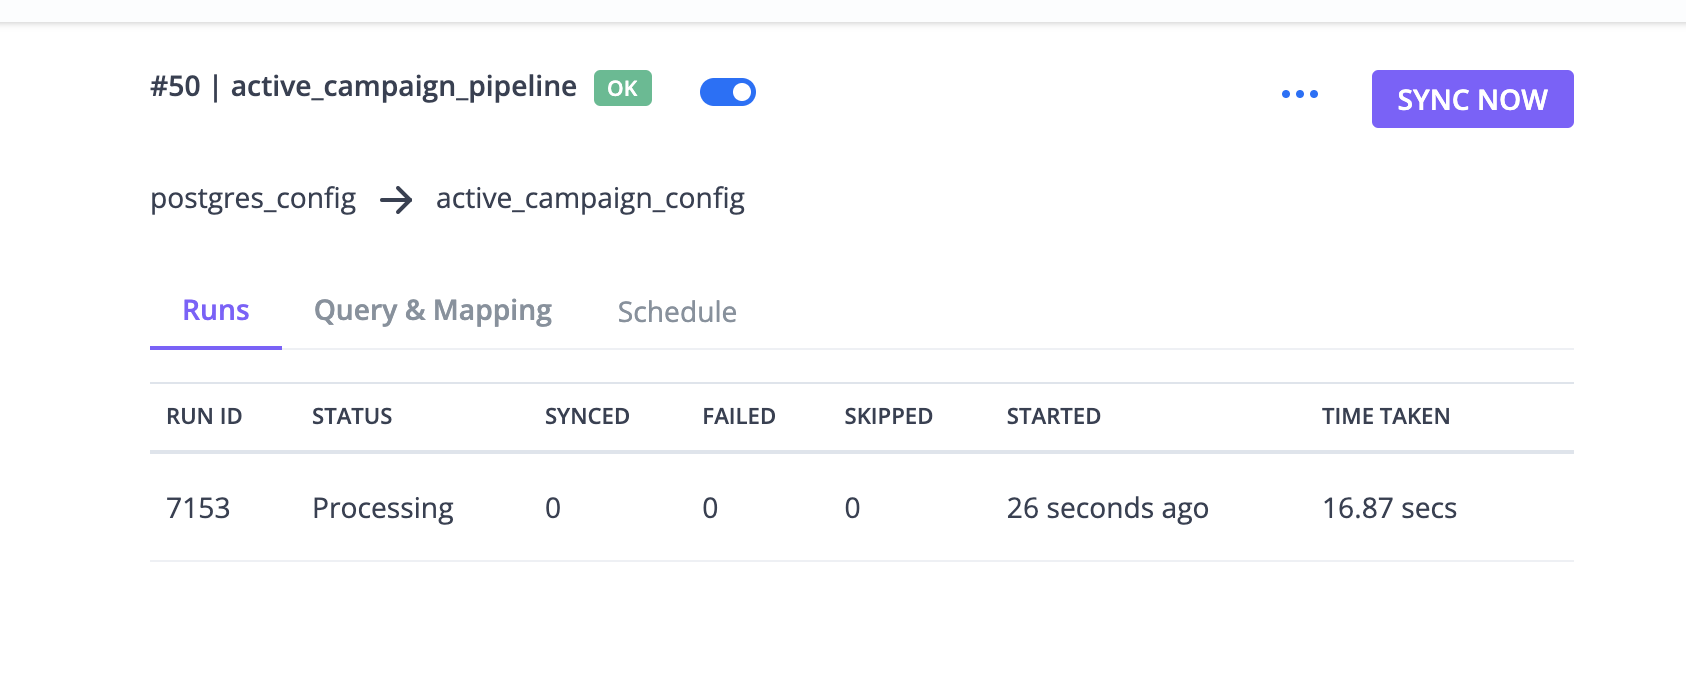 #50 | active_campaign_pipeline OK SYNC NOW
postgres_config → active_campaign_config
Runs Query & Mapping Schedule
RUN ID STATUS SYNCED FAILED SKIPPED STARTED TIME TAKEN
7153 Processing 0 0 0 26 seconds ago 16.87 secs